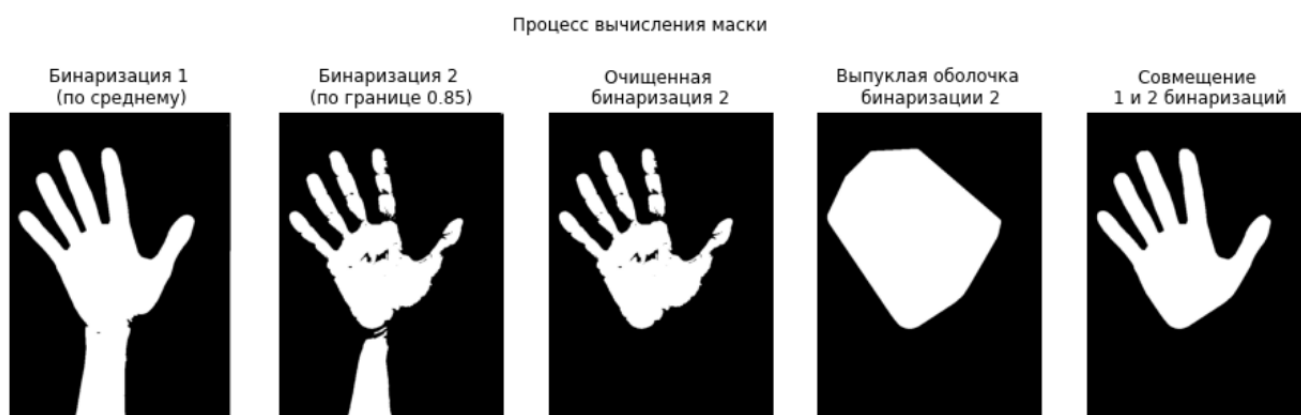 Процесс вычисления маски
Бинаризация 1
(по среднему)
Бинаризация 2
(по границе 0.85)
Очищенная
бинаризация 2
Выпуклая оболочка
бинаризации 2
Совмещение
1 и 2 бинаризаций